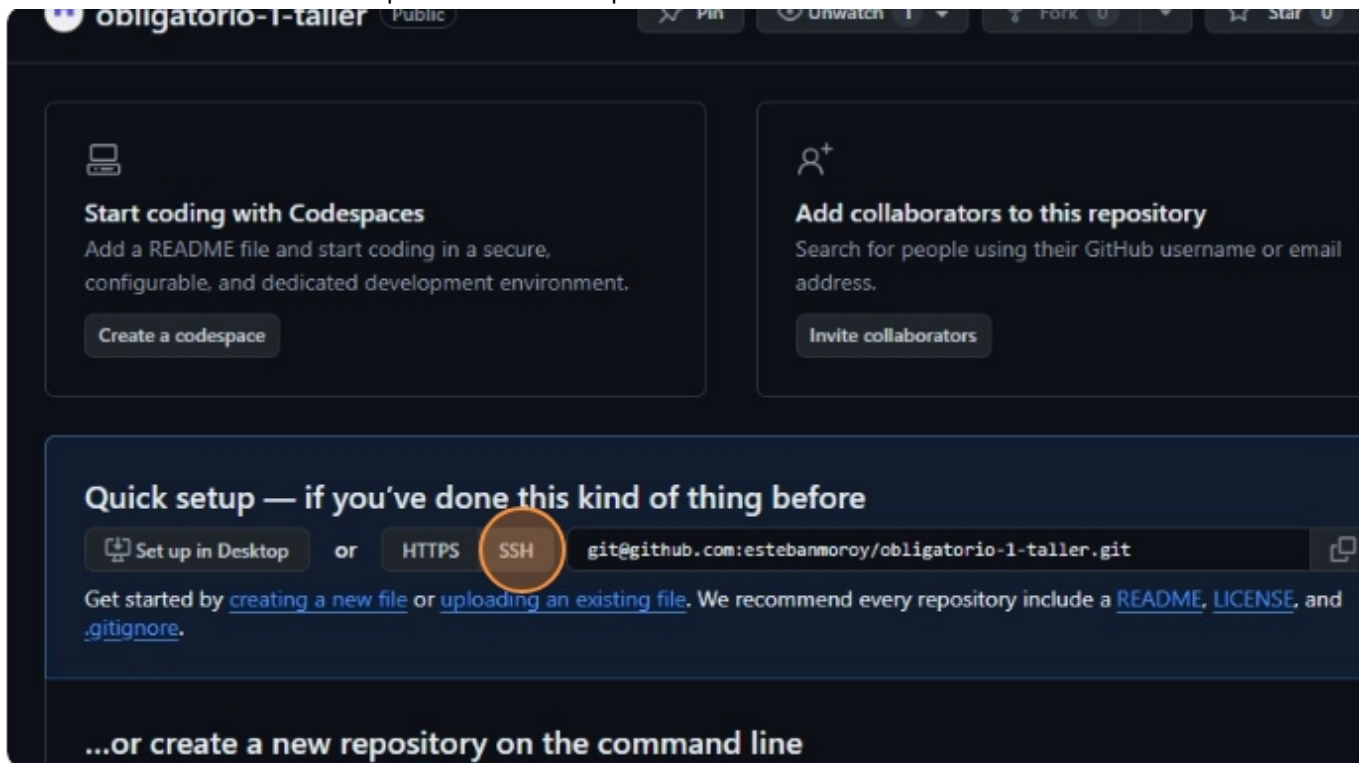 obligatorio-1-taller Public Pin Unwatch 1 Fork 0 Star 0
Start coding with Codespaces
Add a README file and start coding in a secure,
configurable, and dedicated development environment.
Create a codespace
Add collaborators to this repository
Search for people using their GitHub username or email
address.
Invite collaborators
Quick setup — if you've done this kind of thing before
Set up in Desktop or HTTPS SSH git@github.com:estebanmoroy/obligatorio-1-taller.git
Get started by creating a new file or uploading an existing file. We recommend every repository include a README, LICENSE, and
.gitignore.
...or create a new repository on the command line